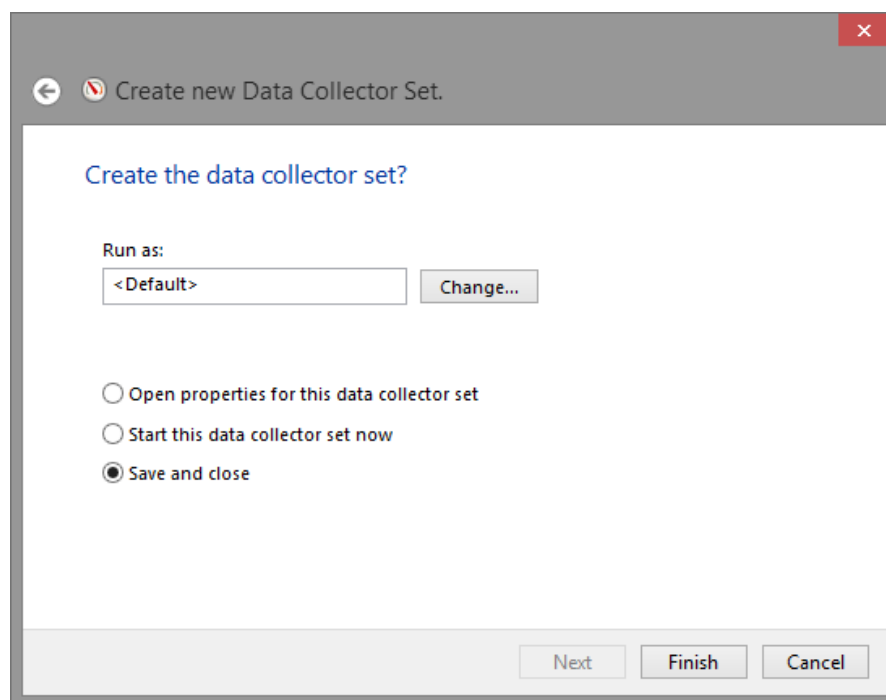 Create new Data Collector Set.
Create the data collector set?
Run as:
<Default>
Change...
Open properties for this data collector set
Start this data collector set now
Save and close
Next
Finish
Cancel